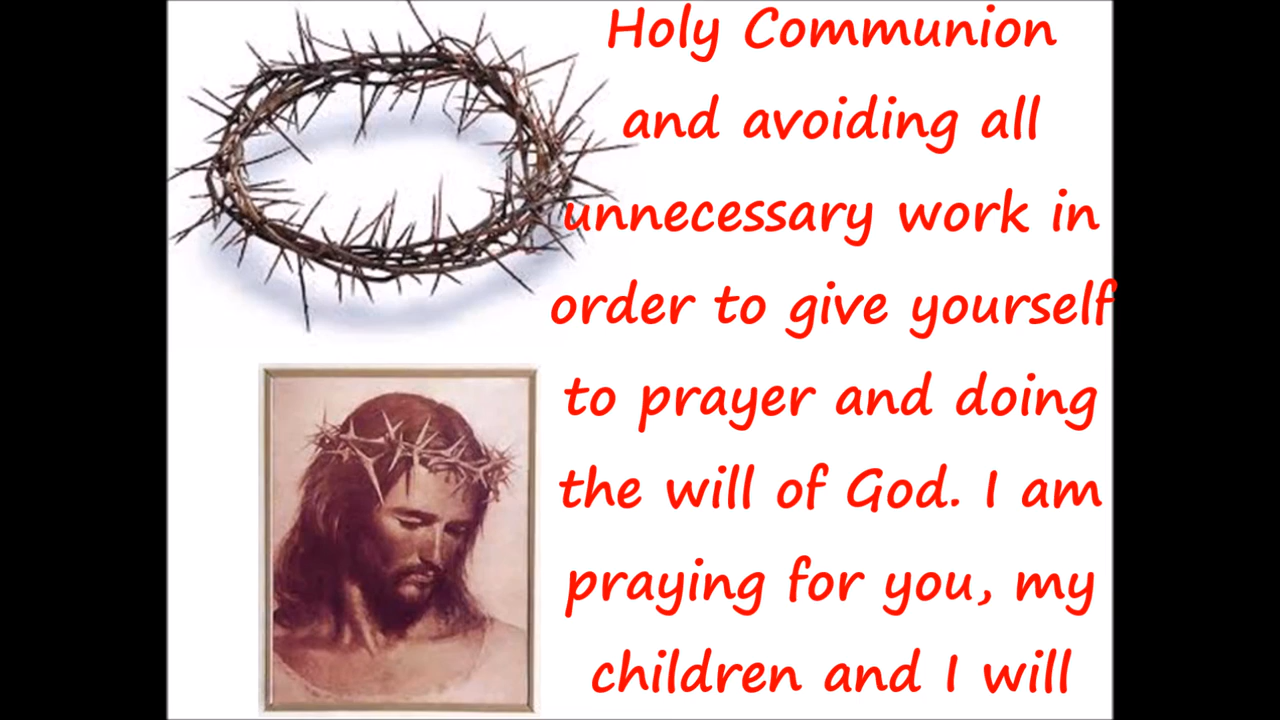 Holy Communion
and avoiding all
unnecessary work in
order to give yourself
to prayer and doing
the will of God. I am
praying for you, my
children and I will